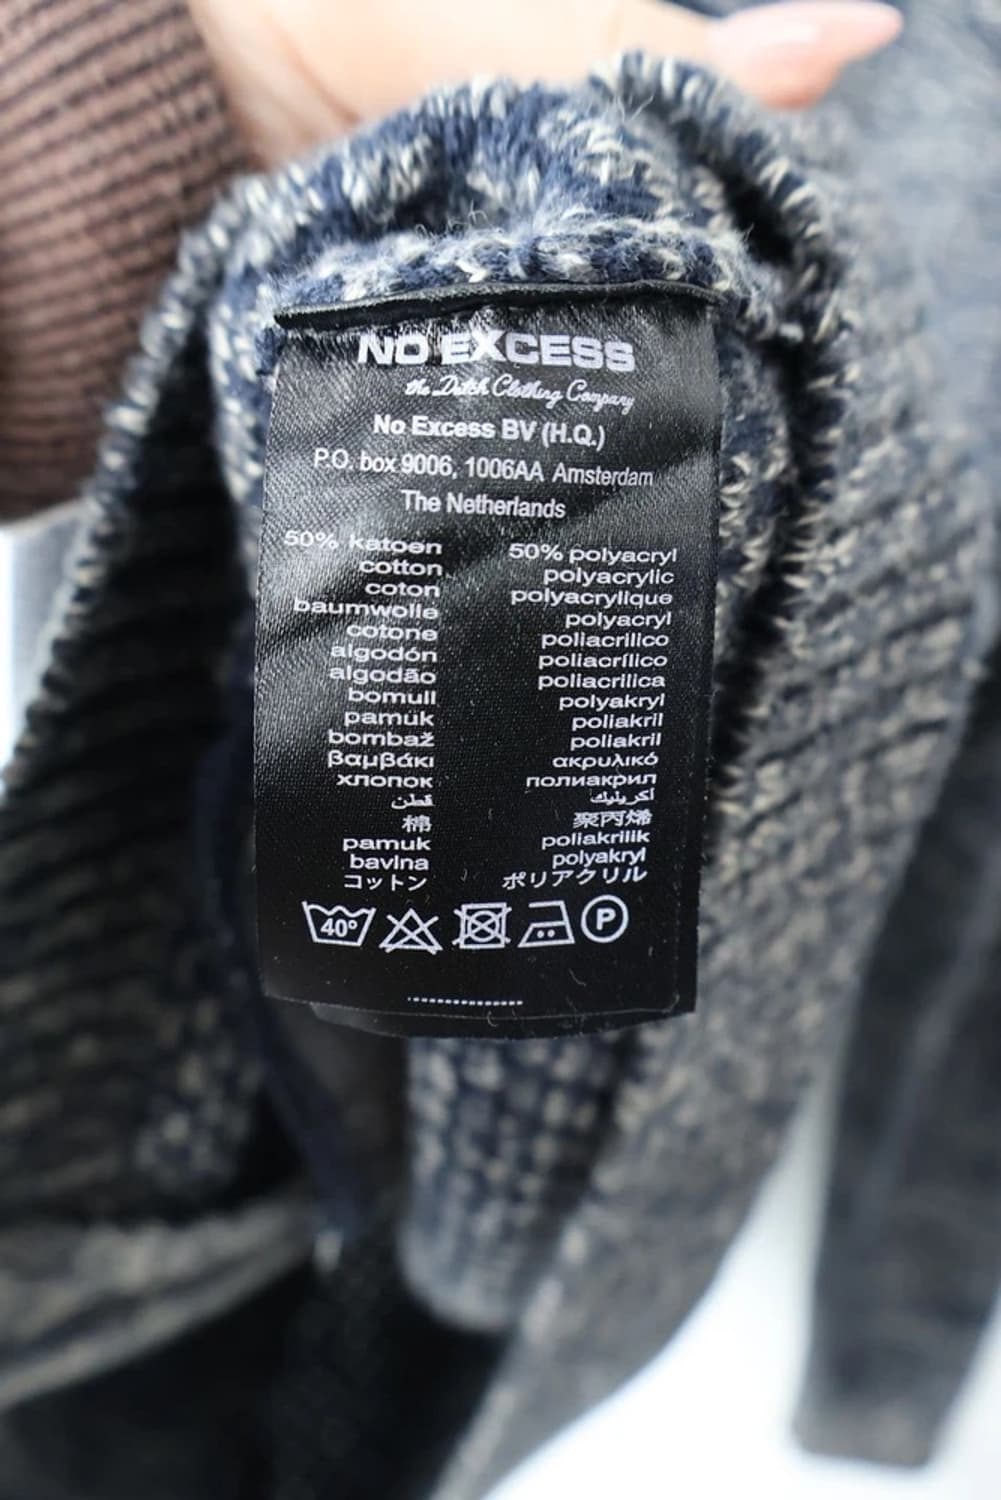 NO EXCESS
the Dutch Clothing Company
No Excess BV (H.Q.)
P.O. box 9006, 1006AA Amsterdam
The Netherlands
50% katoen 50% polyacryl
cotton polyacrylic
coton polyacrylique
baumwolle polyacryl
cotone poliacrilico
algodón poliacrílico
algodão poliacrilica
bomull polyakryl
pamuk poliakril
bombaž poliakril
βαμβάκι ακρυλικό
хлопок полиакрил
قطن أكريليك
棉 聚丙烯
pamuk poliakrilik
bavlna polyakryl
コットン ポリアクリル
40° P